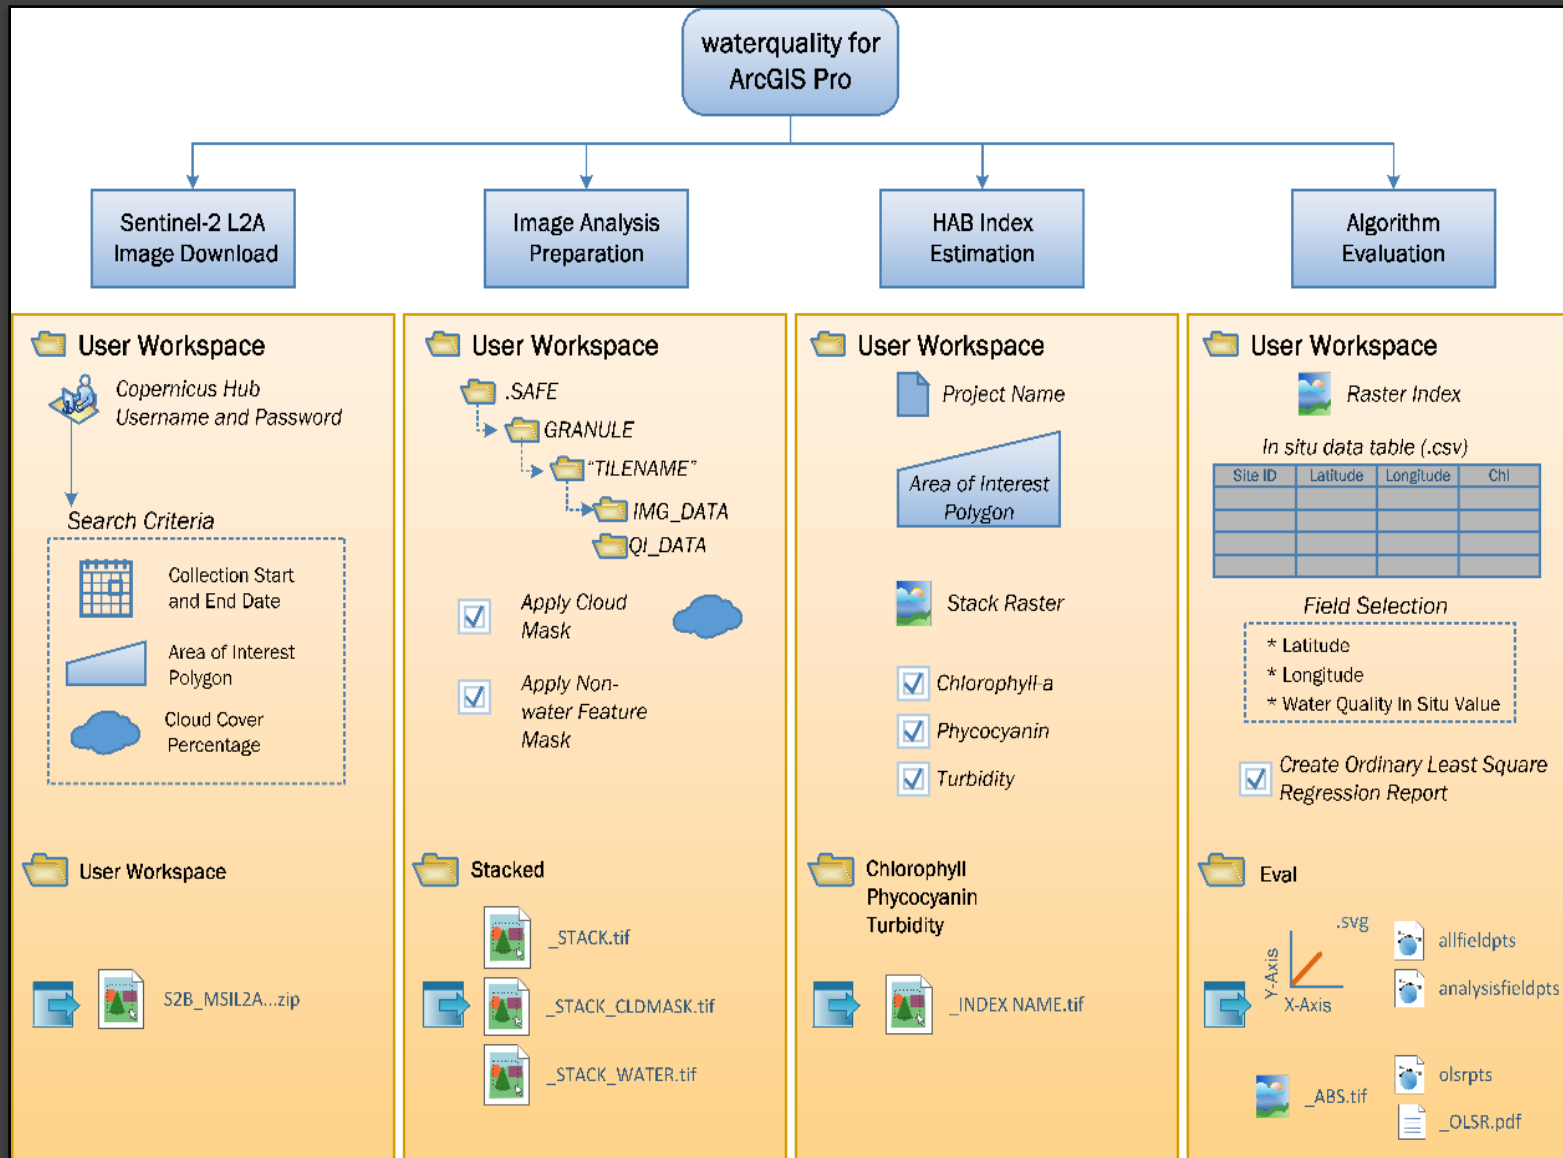 waterquality for
ArcGIS Pro
Sentinel-2 L2A
Image Download
Image Analysis
Preparation
HAB Index
Estimation
Algorithm
Evaluation
User Workspace
Copernicus Hub
Username and Password
Search Criteria
Collection Start
and End Date
Area of Interest
Polygon
Cloud Cover
Percentage
User Workspace
S2B_MSIL2A...zip
User Workspace
.SAFE
GRANULE
“TILENAME”
IMG_DATA
QI_DATA
Apply Cloud
Mask
Apply Non-
water Feature
Mask
Stacked
_STACK.tif
_STACK_CLDMASK.tif
_STACK_WATER.tif
User Workspace
Project Name
Area of Interest
Polygon
Stack Raster
Chlorophyll-a
Phycocyanin
Turbidity
Chlorophyll
Phycocyanin
Turbidity
_INDEX NAME.tif
User Workspace
Raster Index
In situ data table (.csv)
Site ID Latitude Longitude Chl
Field Selection
* Latitude
* Longitude
* Water Quality In Situ Value
Create Ordinary Least Square
Regression Report
Eval
.svg
Y-Axis
X-Axis
allfieldpts
analysisfieldpts
_ABS.tif
olsrpts
_OLSR.pdf